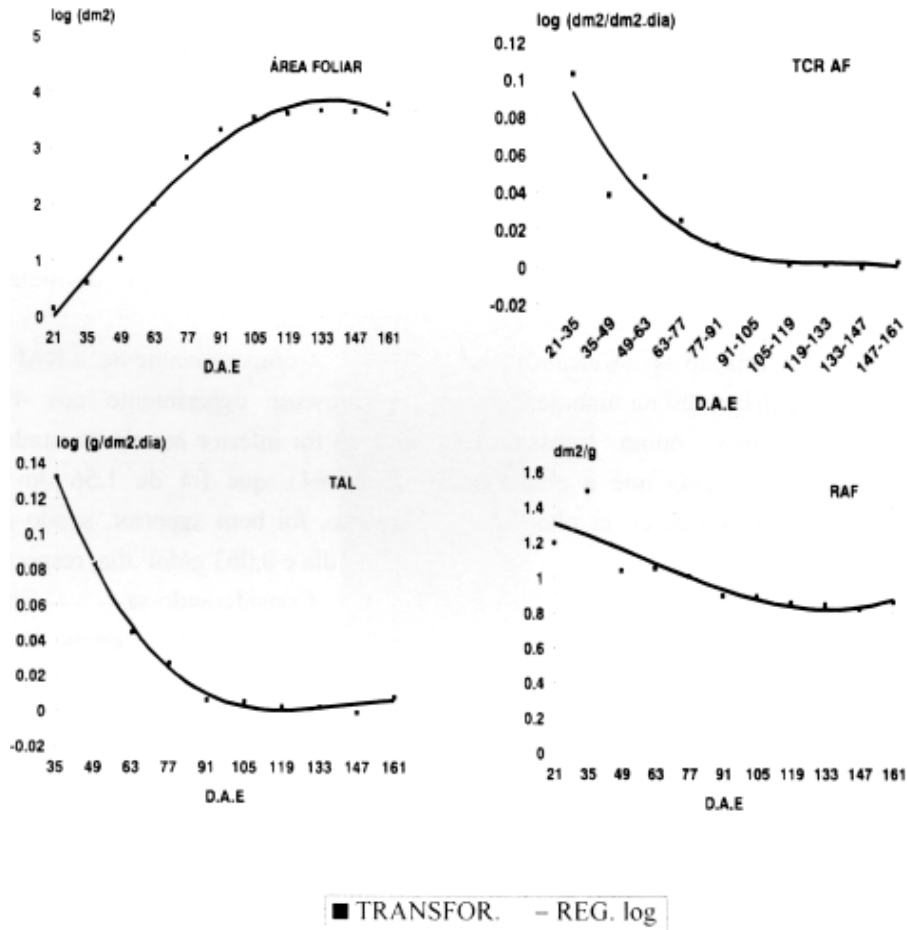 log (dm2)
5
4
3
2
1
0
ÁREA FOLIAR
21 35 49 63 77 91 105 119 133 147 161
D.A.E
log (dm2/dm2.dia)
0.12
0.1
0.08
0.06
0.04
0.02
0
-0.02
TCR AF
21-35 35-49 49-63 63-77 77-91 91-105 105-119 119-133 133-147 147-161
D.A.E
log (g/dm2.dia)
0.14
0.12
0.1
0.08
0.06
0.04
0.02
0
-0.02
TAL
35 49 63 77 91 105 119 133 147 161
D.A.E
dm2/g
1.6
1.4
1.2
1
0.8
0.6
0.4
0.2
0
RAF
21 35 49 63 77 91 105 119 133 147 161
D.A.E
■ TRANSFOR. – REG. log